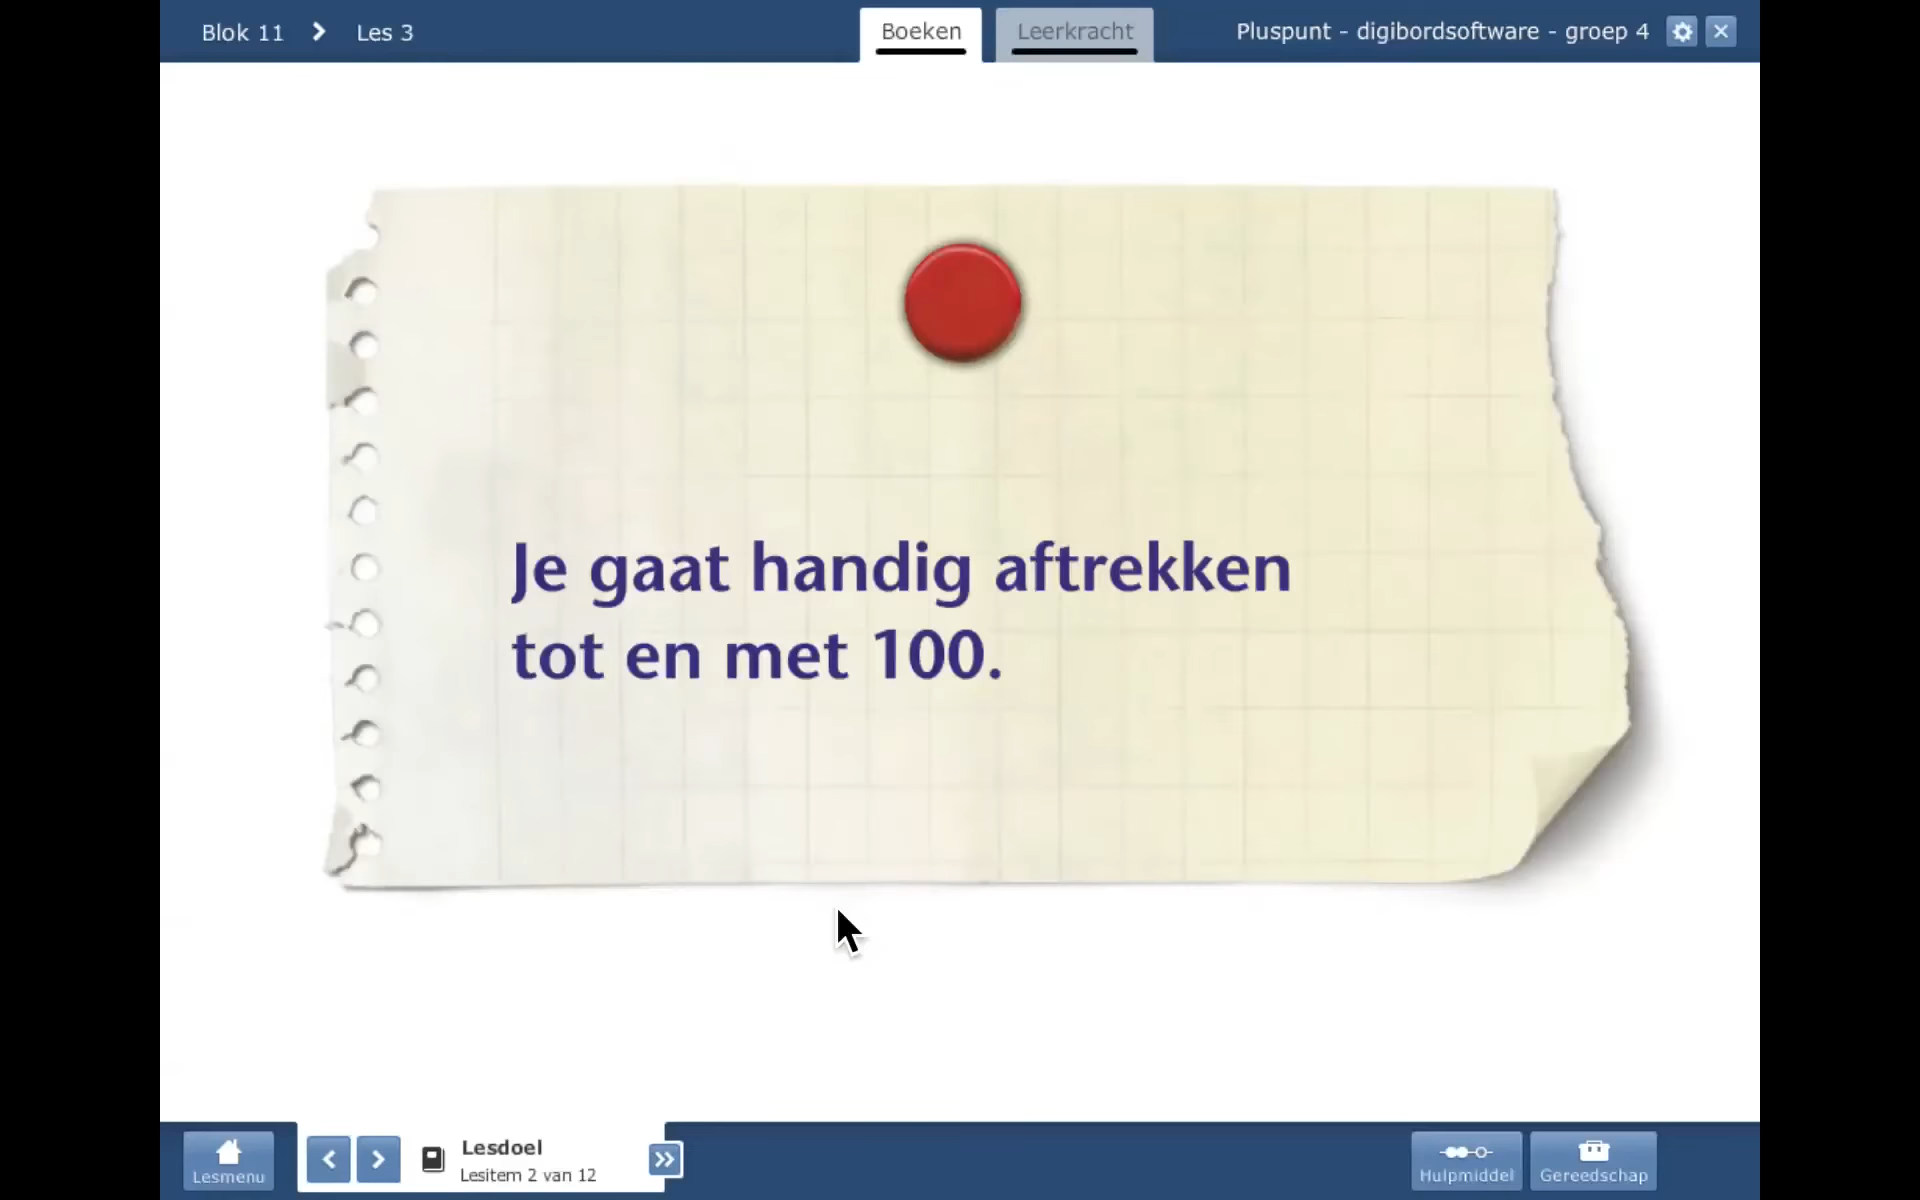 Blok 11 > Les 3
Boeken
Leerkracht
Pluspunt - digibordsoftware - groep 4
Je gaat handig aftrekken
tot en met 100.
Lesmenu
Lesdoel
Lesitem 2 van 12
Hulpmiddel
Gereedschap